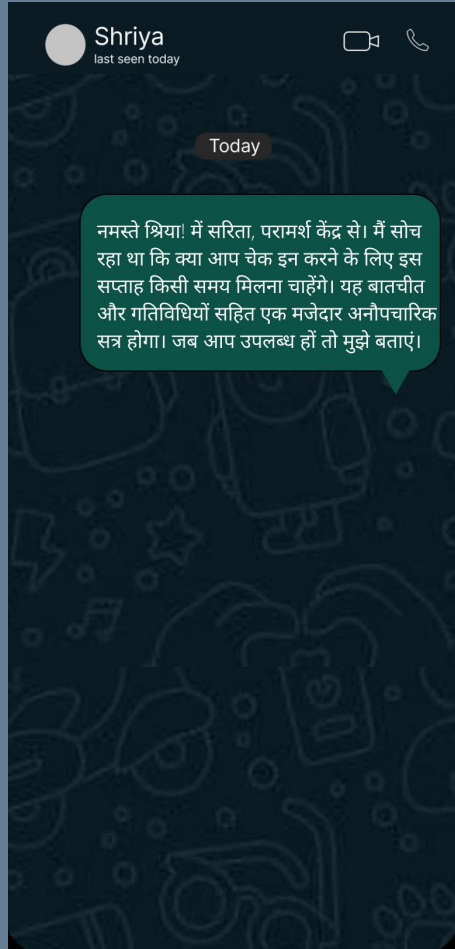 Shriya
last seen today
Today
नमस्ते श्रिया! में सरिता, परामर्श केंद्र से। मैं सोच
रहा था कि क्या आप चेक इन करने के लिए इस
सप्ताह किसी समय मिलना चाहेंगे। यह बातचीत
और गतिविधियों सहित एक मजेदार अनौपचारिक
सत्र होगा। जब आप उपलब्ध हों तो मुझे बताएं।